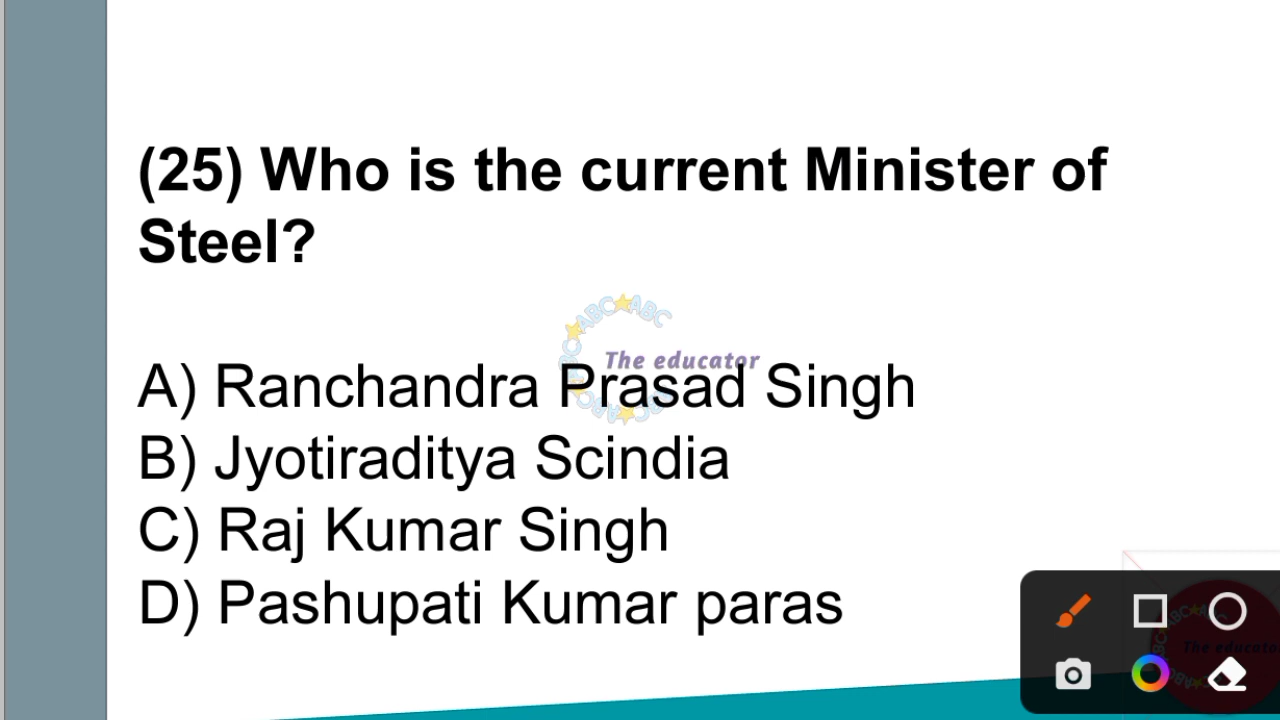 (25) Who is the current Minister of
Steel?
The educator
A) Ranchandra Prasad Singh
B) Jyotiraditya Scindia
C) Raj Kumar Singh
D) Pashupati Kumar paras